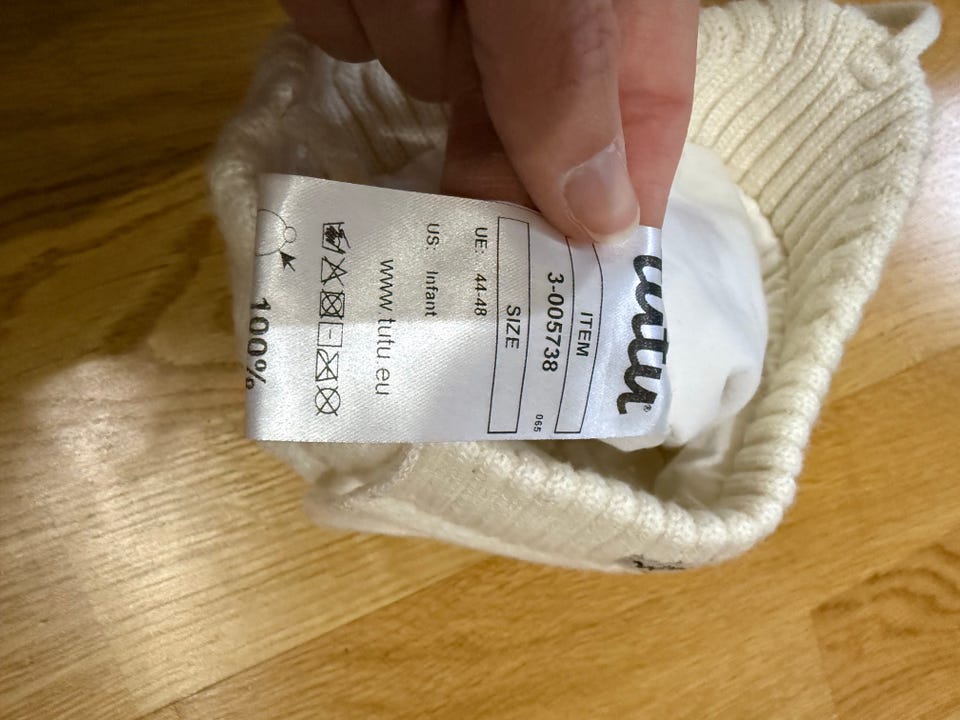 tutu®
ITEM
3-005738
065
SIZE
UE: 44-48
US: Infant
www.tutu.eu
100%